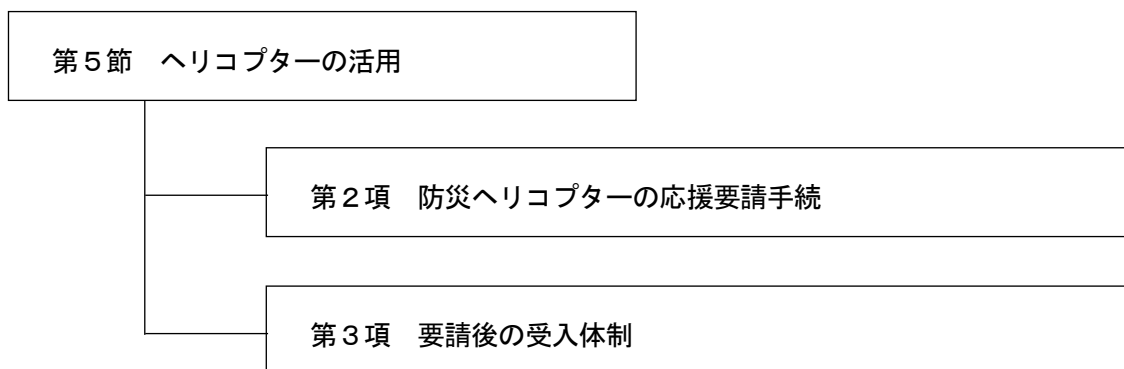 第５節　ヘリコプターの活用
第２項　防災ヘリコプターの応援要請手続
第３項　要請後の受入体制